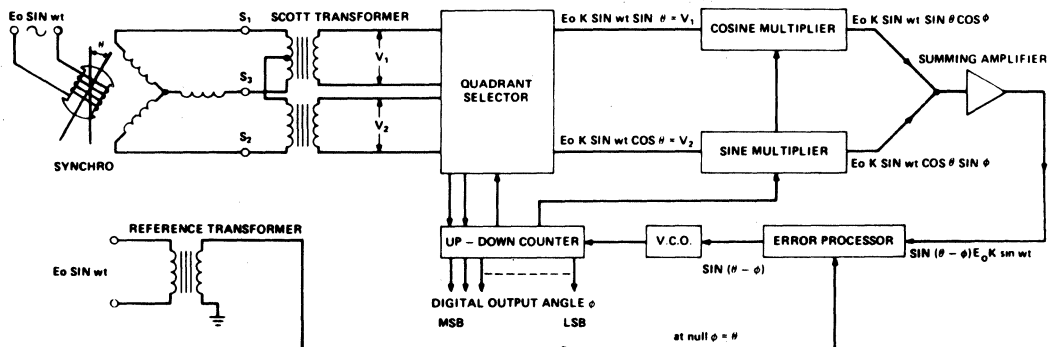 Eo SIN wt
θ
S1
SCOTT TRANSFORMER
V1
S3
V2
S2
SYNCHRO
QUADRANT SELECTOR
Eo K SIN wt SIN θ = V1
COSINE MULTIPLIER
Eo K SIN wt SIN θ COS ϕ
SUMMING AMPLIFIER
Eo K SIN wt COS θ = V2
SINE MULTIPLIER
Eo K SIN wt COS θ SIN ϕ
REFERENCE TRANSFORMER
Eo SIN wt
UP – DOWN COUNTER
V.C.O.
ERROR PROCESSOR
SIN (θ – ϕ)
SIN (θ – ϕ)EoK sin wt
DIGITAL OUTPUT ANGLE ϕ
MSB
LSB
at null ϕ = θ